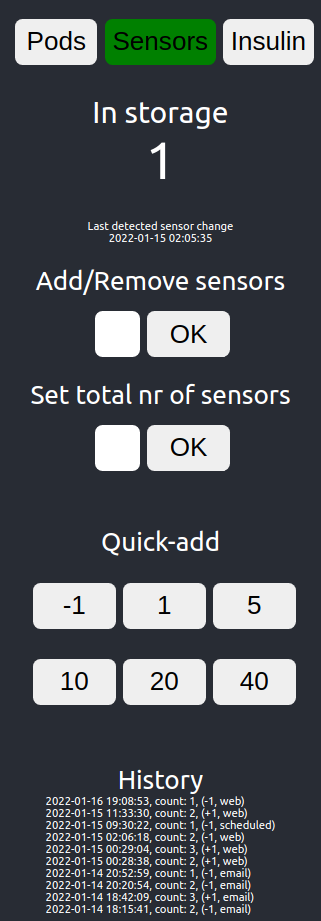 Pods Sensors Insulin
In storage
1
Last detected sensor change
2022-01-15 02:05:35
Add/Remove sensors
OK
Set total nr of sensors
OK
Quick-add
-1 1 5
10 20 40
History
2022-01-16 19:08:53, count: 1, (-1, web)
2022-01-15 11:33:30, count: 2, (+1, web)
2022-01-15 09:30:22, count: 1, (-1, scheduled)
2022-01-15 02:06:18, count: 2, (-1, web)
2022-01-15 00:29:04, count: 3, (+1, web)
2022-01-15 00:28:38, count: 2, (+1, web)
2022-01-14 20:52:59, count: 1, (-1, email)
2022-01-14 20:20:54, count: 2, (-1, email)
2022-01-14 18:42:09, count: 3, (+1, email)
2022-01-14 18:15:41, count: 2, (-1, email)